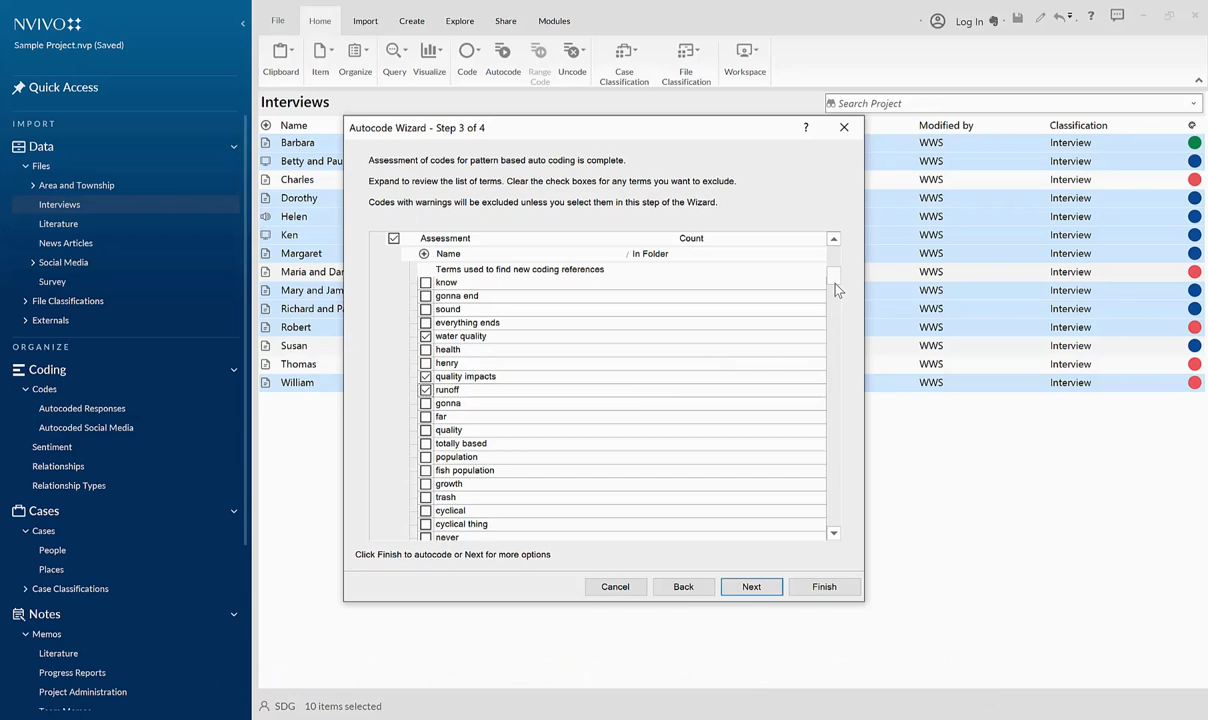 NVIVO
Sample Project.nvp (Saved)
Quick Access
IMPORT
Data
Files
Area and Township
Interviews
Literature
News Articles
Social Media
Survey
File Classifications
Externals
ORGANIZE
Coding
Codes
Autocoded Responses
Autocoded Social Media
Sentiment
Relationships
Relationship Types
Cases
Cases
People
Places
Case Classifications
Notes
Memos
Literature
Progress Reports
Project Administration
File Home Import Create Explore Share Modules
Log In
Clipboard Item Organize Query Visualize Code Autocode Range Code Uncode Case Classification File Classification Workspace
Interviews
Search Project
Name Modified by Classification
Barbara WWS Interview
Betty and Pau WWS Interview
Charles WWS Interview
Dorothy WWS Interview
Helen WWS Interview
Ken WWS Interview
Margaret WWS Interview
Maria and Dan WWS Interview
Mary and Jam WWS Interview
Richard and Pa WWS Interview
Robert WWS Interview
Susan WWS Interview
Thomas WWS Interview
William WWS Interview
Autocode Wizard - Step 3 of 4
Assessment of codes for pattern based auto coding is complete.
Expand to review the list of terms. Clear the check boxes for any terms you want to exclude.
Codes with warnings will be excluded unless you select them in this step of the Wizard.
Assessment Count
Name / In Folder
Terms used to find new coding references
know
gonna end
sound
everything ends
water quality
health
henry
quality impacts
runoff
gonna
far
quality
totally based
population
fish population
growth
trash
cyclical
cyclical thing
never
Click Finish to autocode or Next for more options
Cancel Back Next Finish
SDG 10 items selected